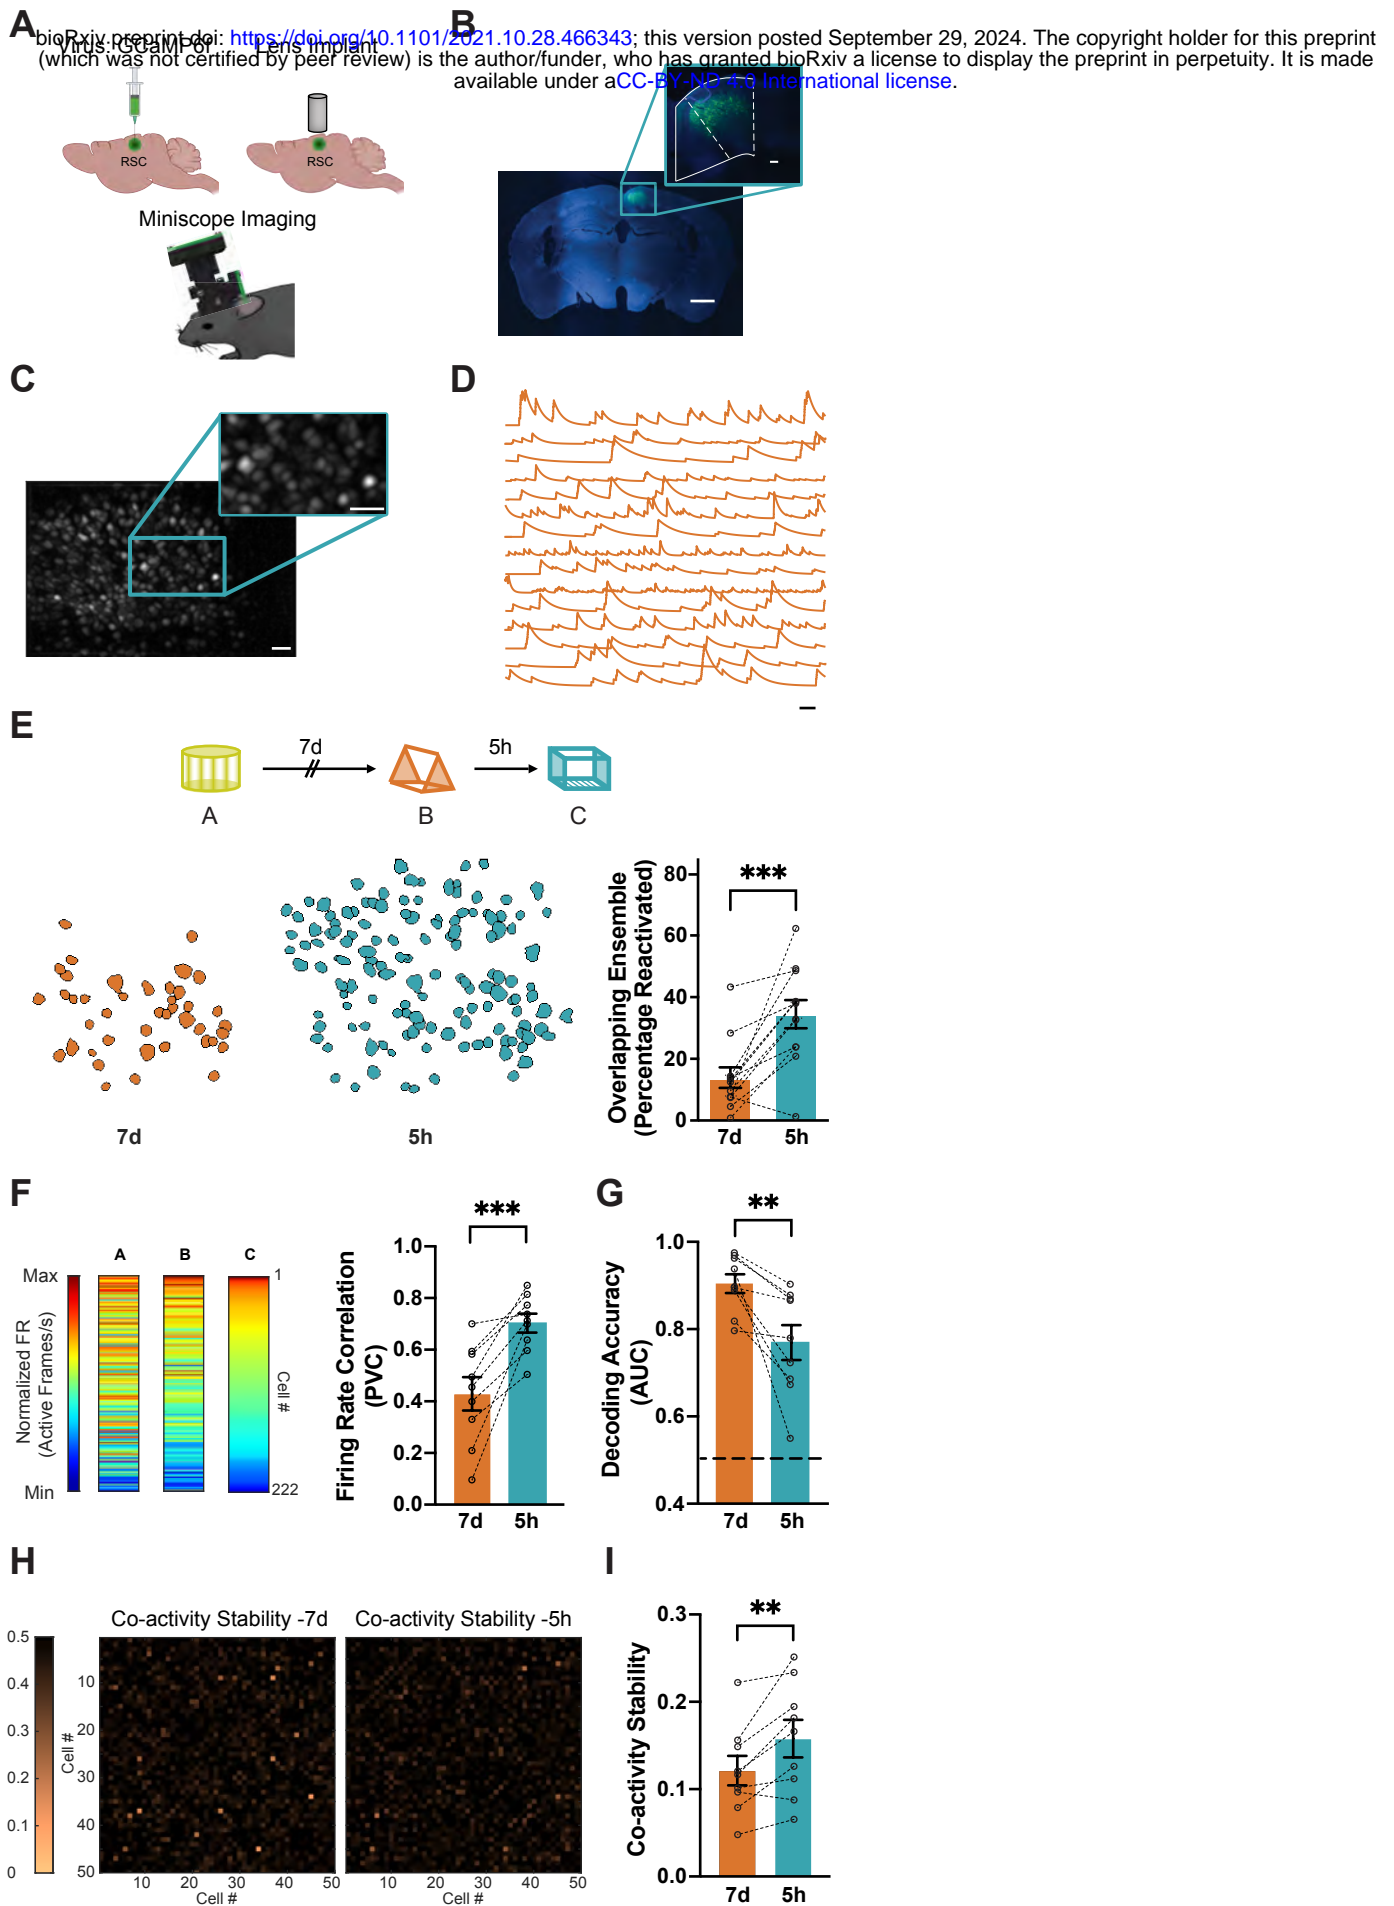 A
B
bioRxiv preprint doi: https://doi.org/10.1101/2021.10.28.466343; this version posted September 29, 2024. The copyright holder for this preprint
(which was not certified by peer review) is the author/funder, who has granted bioRxiv a license to display the preprint in perpetuity. It is made
available under aCC-BY-ND 4.0 International license.
Virus: GCaMP6f
Lens Implant
RSC
RSC
Miniscope Imaging
C
D
E
7d
5h
A
B
C
7d
5h
Overlapping Ensemble
(Percentage Reactivated)
80
60
40
20
0
***
7d
5h
F
A
B
C
Max
Min
Normalized FR
(Active Frames/s)
1
222
Cell #
Firing Rate Correlation
(PVC)
1.0
0.8
0.6
0.4
0.2
0.0
***
7d
5h
G
Decoding Accuracy
(AUC)
1.0
0.8
0.6
0.4
**
7d
5h
H
Co-activity Stability -7d
Co-activity Stability -5h
0.5
0.4
0.3
0.2
0.1
0
Cell #
10
20
30
40
50
10 20 30 40 50
Cell #
10 20 30 40 50
Cell #
I
Co-activity Stability
0.3
0.2
0.1
0.0
**
7d
5h